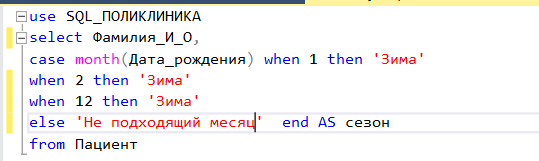 use SQL_ПОЛИКЛИНИКА
select Фамилия_И_О,
case month(Дата_рождения) when 1 then 'Зима'
when 2 then 'Зима'
when 12 then 'Зима'
else 'Не подходящий месяц'  end AS сезон
from Пациент